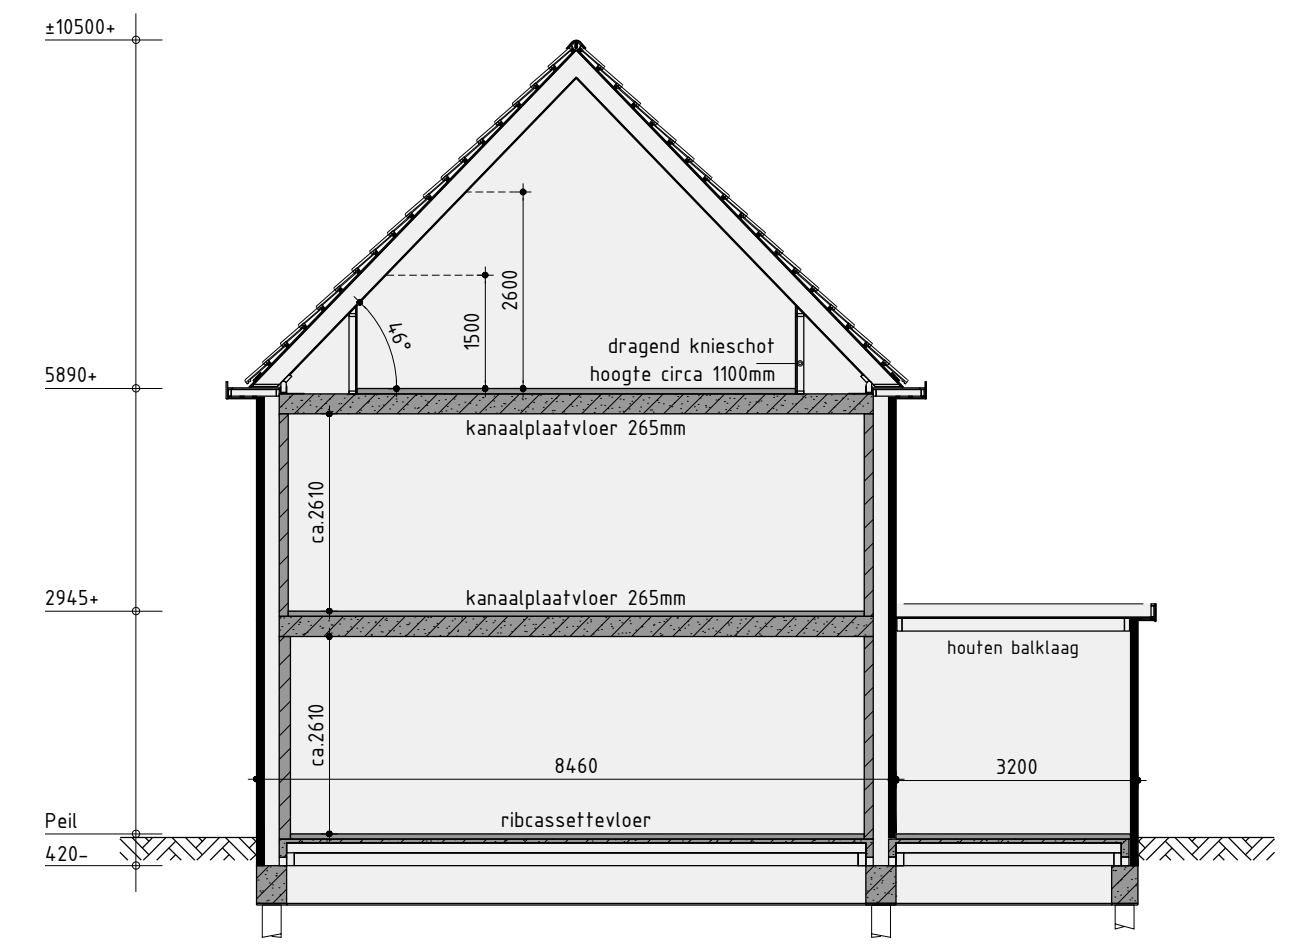 ±10500+
2600
1500
46°
dragend knieschot
hoogte circa 1100mm
5890+
kanaalplaatvloer 265mm
ca.2610
kanaalplaatvloer 265mm
2945+
houten balklaag
ca.2610
8460
3200
ribcassettevloer
Peil
420-